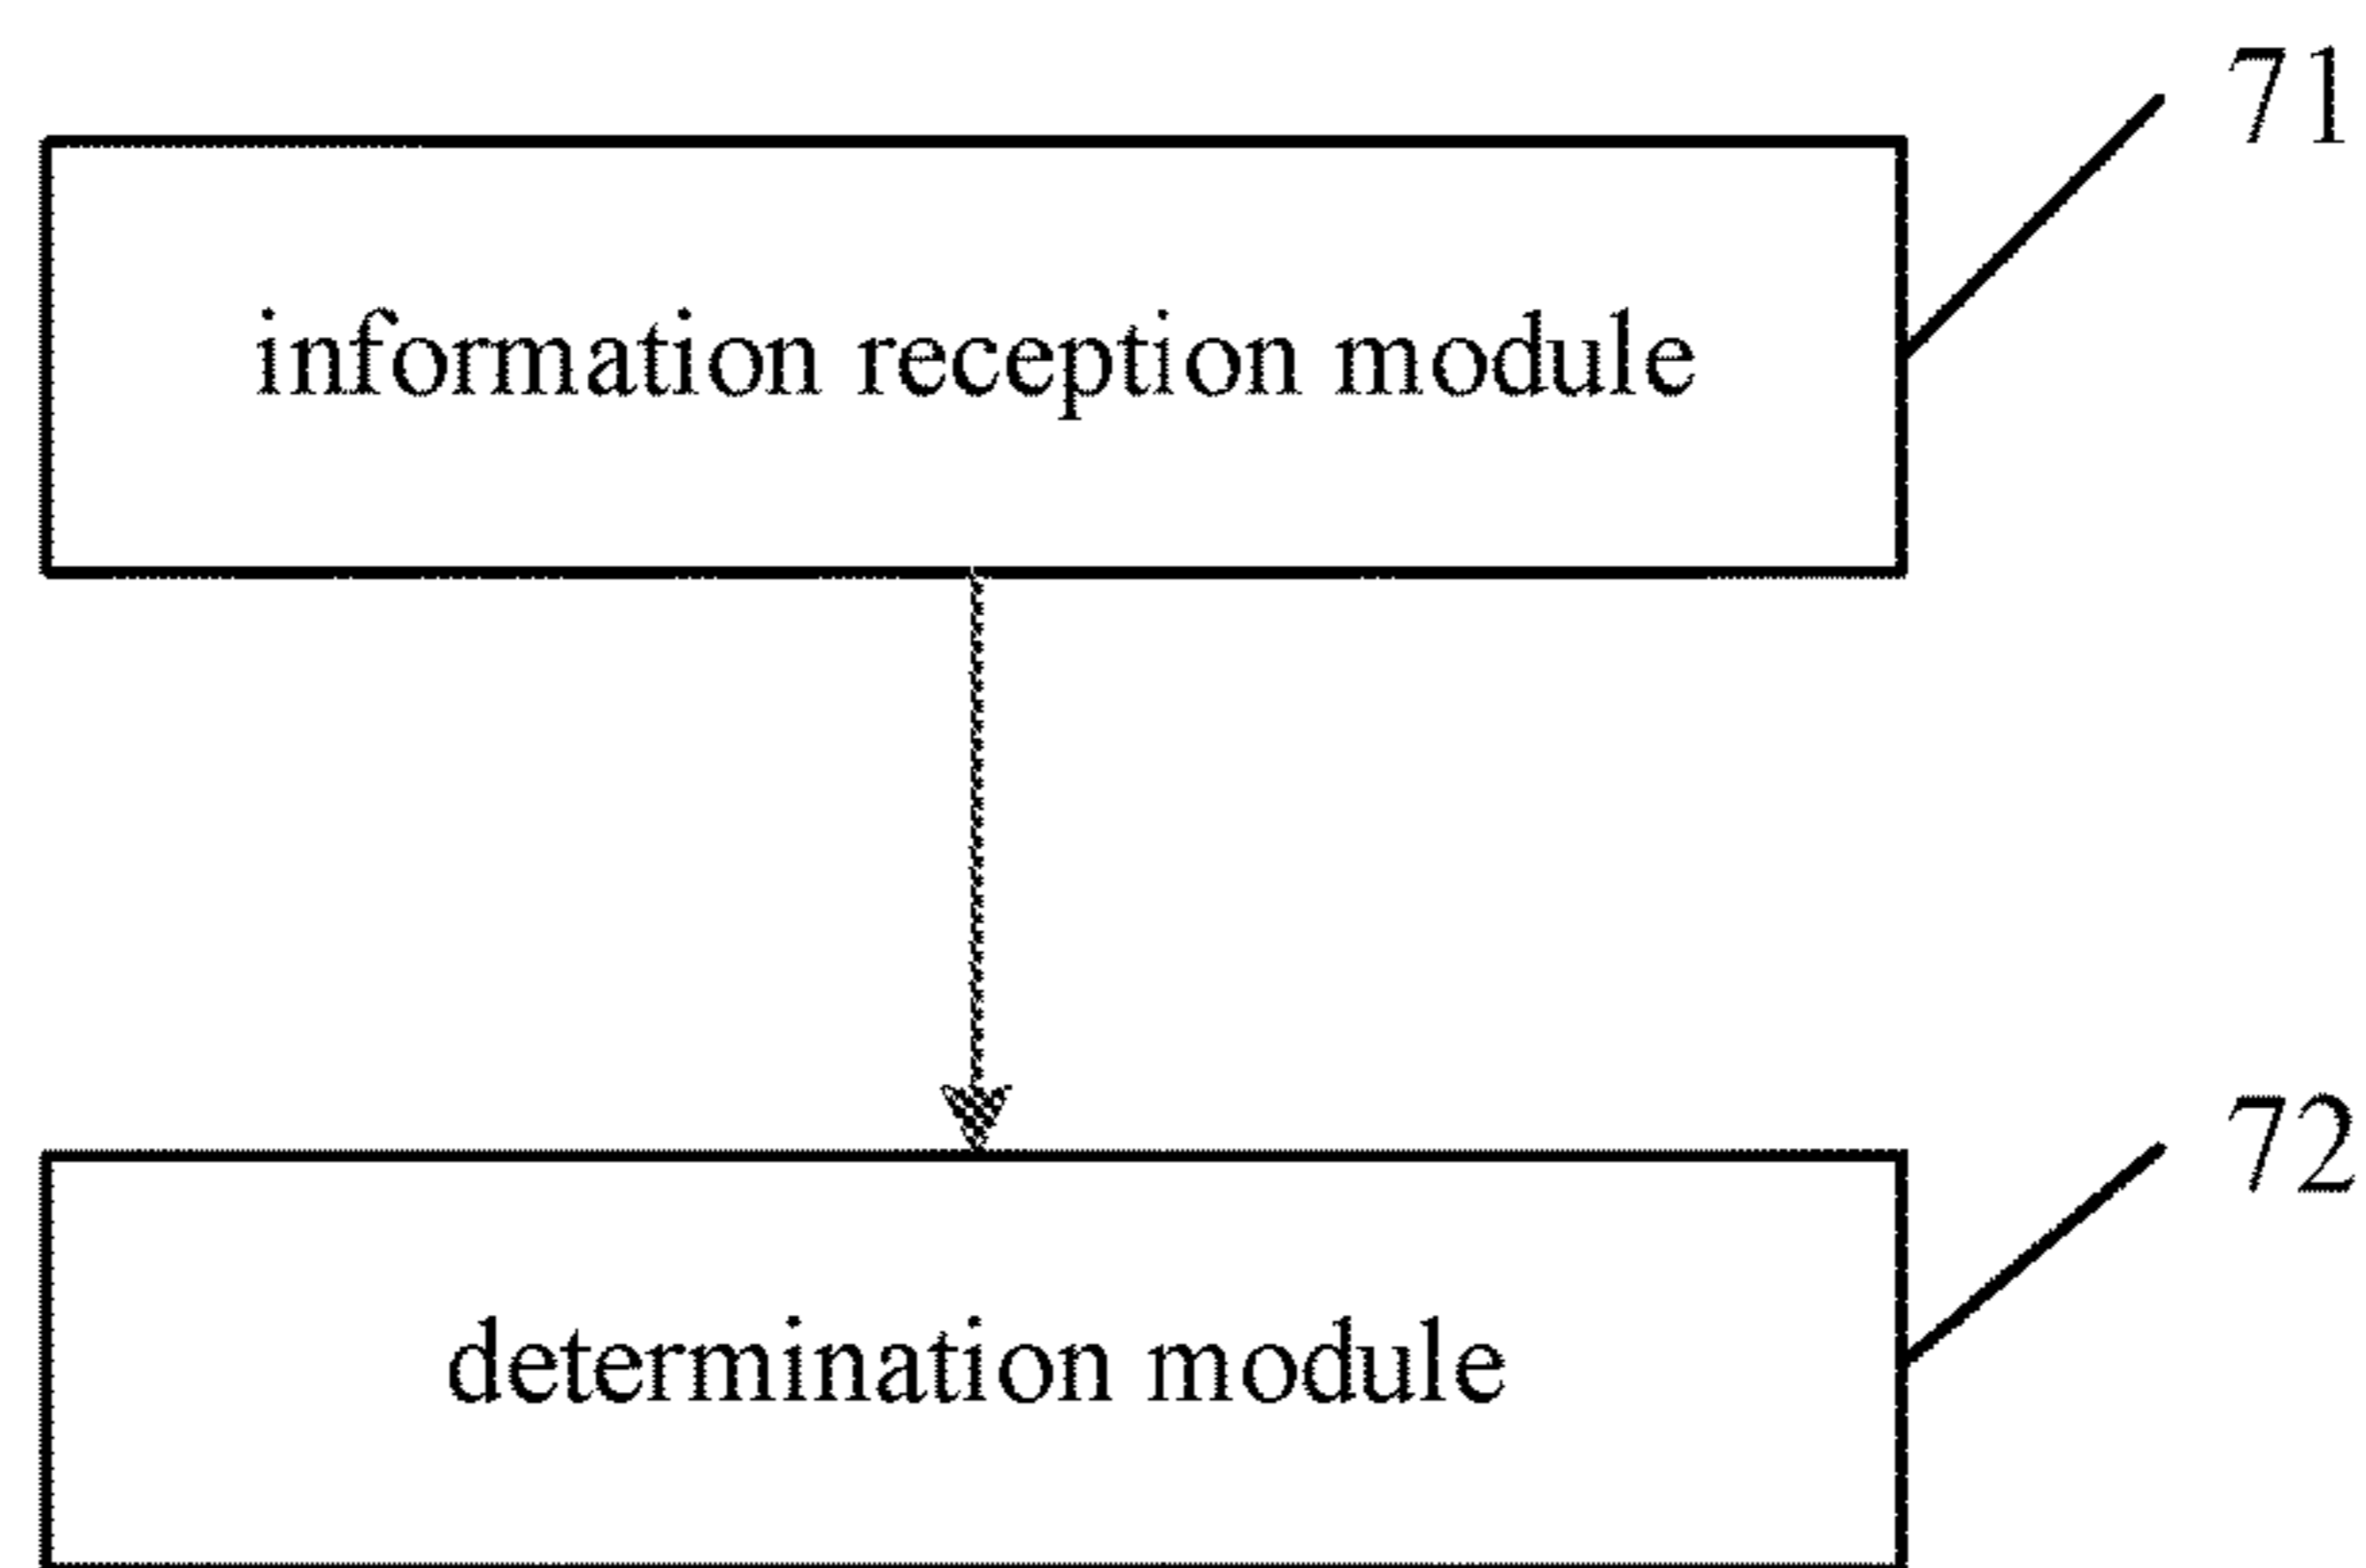 71
information reception module
72
determination module